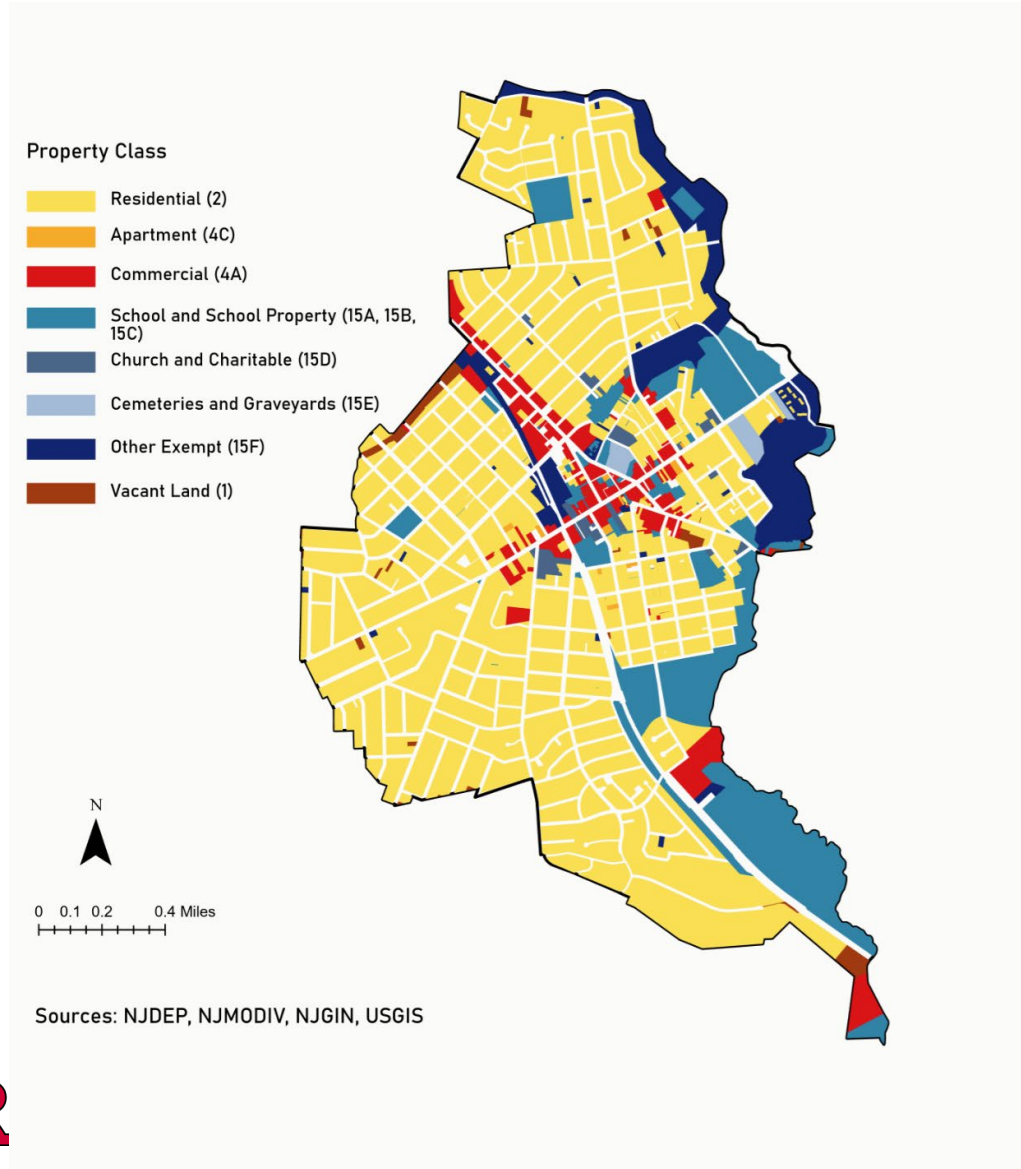 Property Class
Residential (2)
Apartment (4C)
Commercial (4A)
School and School Property (15A, 15B,
15C)
Church and Charitable (15D)
Cemeteries and Graveyards (15E)
Other Exempt (15F)
Vacant Land (1)
N
0 0.1 0.2 0.4 Miles
Sources: NJDEP, NJMODIV, NJGIN, USGIS
R